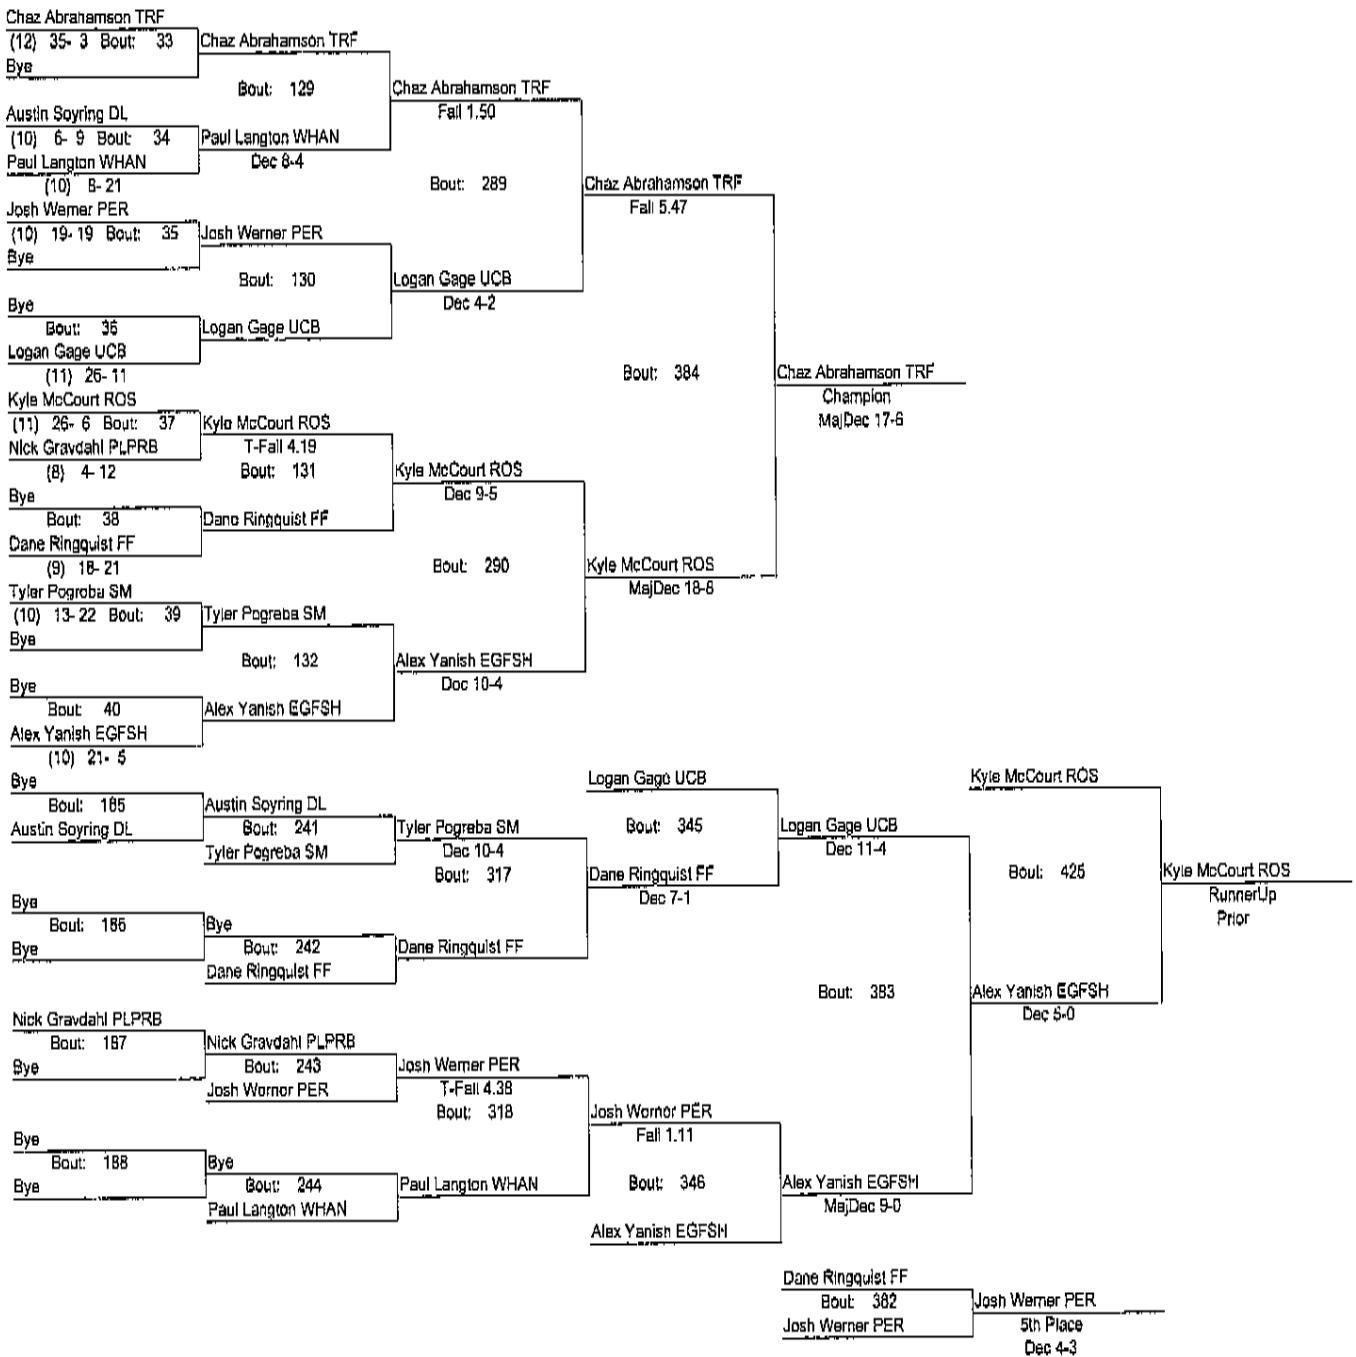 Chaz Abrahamson TRF
(12) 35- 3 Bout: 33
Bye
Chaz Abrahamson TRF
Bout: 129
Austin Soyring DL
(10) 6- 9 Bout: 34
Paul Langton WHAN
(10) 8- 21
Paul Langton WHAN
Dec 8-4
Chaz Abrahamson TRF
Fall 1.50
Bout: 289
Josh Werner PER
(10) 19- 19 Bout: 35
Bye
Josh Werner PER
Bout: 130
Bye
Bout: 36
Logan Gage UCB
(11) 26- 11
Logan Gage UCB
Logan Gage UCB
Dec 4-2
Chaz Abrahamson TRF
Fall 5.47
Bout: 384
Chaz Abrahamson TRF
Champion
MajDec 17-6
Kyle McCourt ROS
(11) 26- 6 Bout: 37
Nick Gravdahl PLPRB
(8) 4- 12
Kyle McCourt ROS
T-Fall 4.19
Bout: 131
Bye
Bout: 38
Dane Ringquist FF
(9) 18- 21
Dane Ringquist FF
Kyle McCourt ROS
Dec 9-5
Bout: 290
Kyle McCourt ROS
MajDec 18-8
Tyler Pogreba SM
(10) 13- 22 Bout: 39
Bye
Tyler Pogreba SM
Bout: 132
Bye
Bout: 40
Alex Yanish EGFSH
(10) 21- 5
Alex Yanish EGFSH
Alex Yanish EGFSH
Dec 10-4
Bye
Bout: 185
Austin Soyring DL
Austin Soyring DL
Bout: 241
Tyler Pogreba SM
Tyler Pogreba SM
Dec 10-4
Bout: 317
Bye
Bout: 186
Bye
Bye
Bout: 242
Dane Ringquist FF
Dane Ringquist FF
Logan Gage UCB
Bout: 345
Dane Ringquist FF
Dec 7-1
Logan Gage UCB
Dec 11-4
Bout: 383
Kyle McCourt ROS
Bout: 425
Kyle McCourt ROS
RunnerUp
Prior
Alex Yanish EGFSH
Dec 5-0
Nick Gravdahl PLPRB
Bout: 187
Bye
Nick Gravdahl PLPRB
Bout: 243
Josh Werner PER
Josh Werner PER
T-Fall 4.38
Bout: 318
Bye
Bout: 188
Bye
Bye
Bout: 244
Paul Langton WHAN
Paul Langton WHAN
Josh Werner PER
Fall 1.11
Bout: 346
Alex Yanish EGFSH
Alex Yanish EGFSH
MajDec 9-0
Dane Ringquist FF
Bout: 382
Josh Werner PER
Josh Werner PER
5th Place
Dec 4-3